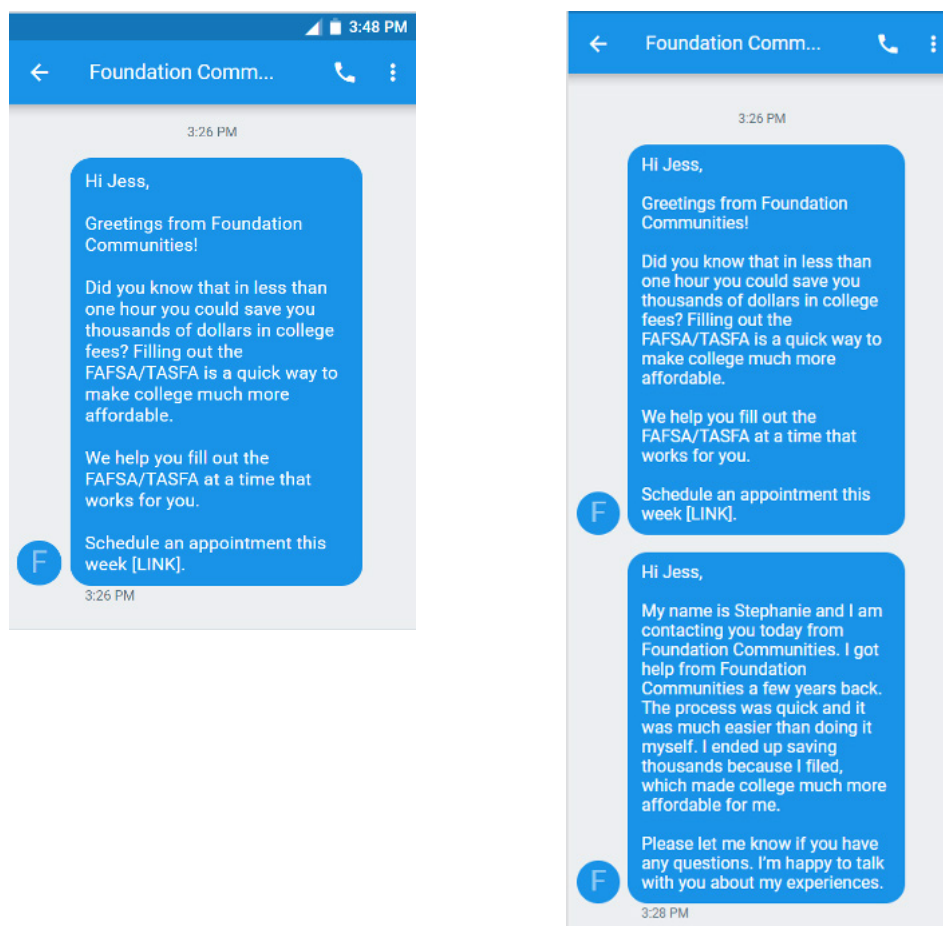 3:48 PM
Foundation Comm...
3:26 PM
Hi Jess,
Greetings from Foundation
Communities!
Did you know that in less than
one hour you could save you
thousands of dollars in college
fees? Filling out the
FAFSA/TASFA is a quick way to
make college much more
affordable.
We help you fill out the
FAFSA/TASFA at a time that
works for you.
Schedule an appointment this
week [LINK].
F
3:26 PM
Foundation Comm...
3:26 PM
Hi Jess,
Greetings from Foundation
Communities!
Did you know that in less than
one hour you could save you
thousands of dollars in college
fees? Filling out the
FAFSA/TASFA is a quick way to
make college much more
affordable.
We help you fill out the
FAFSA/TASFA at a time that
works for you.
Schedule an appointment this
week [LINK].
F
Hi Jess,
My name is Stephanie and I am
contacting you today from
Foundation Communities. I got
help from Foundation
Communities a few years back.
The process was quick and it
was much easier than doing it
myself. I ended up saving
thousands because I filed,
which made college much more
affordable for me.
Please let me know if you have
any questions. I'm happy to talk
with you about my experiences.
F
3:28 PM